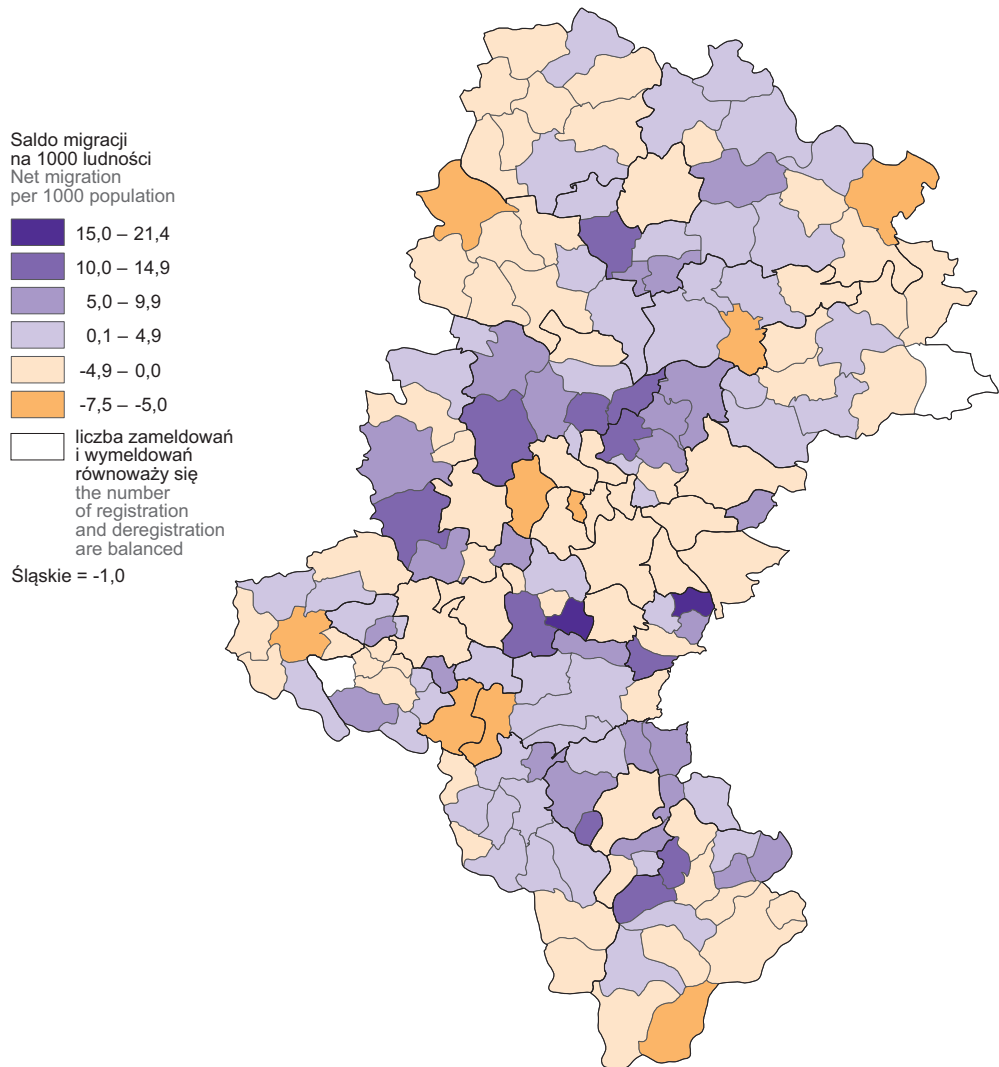 Saldo migracji
na 1000 ludności
Net migration
per 1000 population
15,0 – 21,4
10,0 – 14,9
5,0 – 9,9
0,1 – 4,9
-4,9 – 0,0
-7,5 – -5,0
liczba zameldowań
i wymeldowań
równoważy się
the number
of registration
and deregistration
are balanced
Śląskie = -1,0